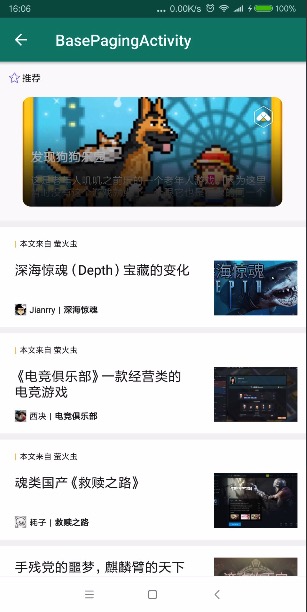 16:06
... 0.00K/s 100%
BasePagingActivity
推荐
发现狗狗乐园
本文来自 萤火虫
深海惊魂（Depth）宝藏的变化
Jianrry | 深海惊魂
深海惊魂
DEPTH
本文来自 萤火虫
《电竞俱乐部》一款经营类的
电竞游戏
西决 | 电竞俱乐部
本文来自 萤火虫
魂类国产《救赎之路》
耗子 | 救赎之路
手残党的噩梦，麒麟臂的天下